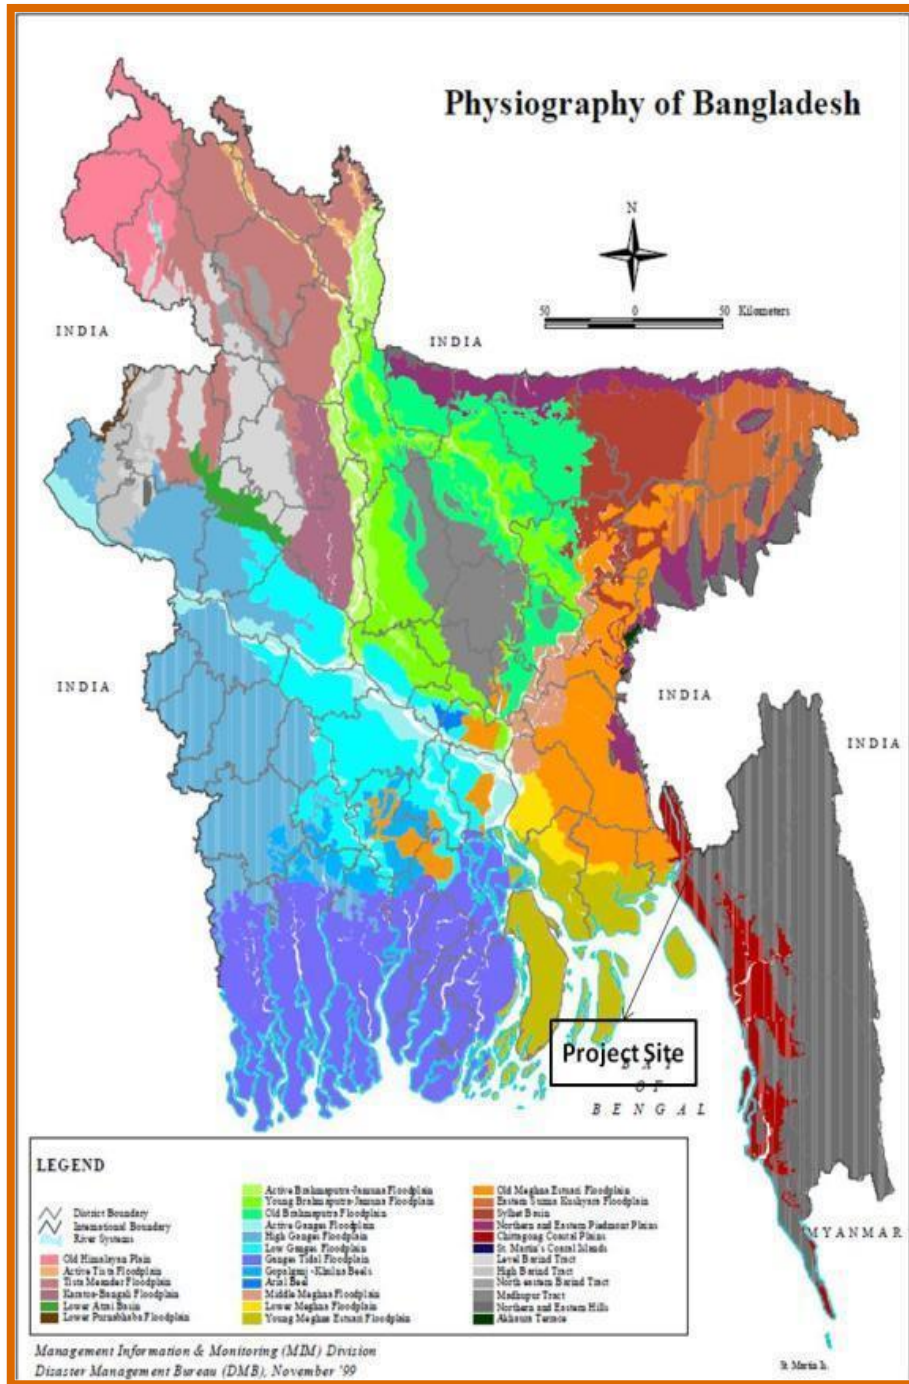 Physiography of Bangladesh
N
50 0 50 Kilometers
INDIA
INDIA
INDIA
INDIA
INDIA
Project Site
BAY
OF
BENGAL
MYANMAR
St. Martin Is.
LEGEND
District Boundary
International Boundary
River Systems
Old Himalayan Plain
Active Tista Floodplain
Tista Meander Floodplain
Karatoa-Bangali Floodplain
Lower Atrai Basin
Lower Purnabhaba Floodplain
Active Brahmaputra-Jamuna Floodplain
Young Brahmaputra-Jamuna Floodplain
Old Brahmaputra Floodplain
Active Ganges Floodplain
High Ganges Floodplain
Low Ganges Floodplain
Ganges Tidal Floodplain
Gopalganj-Khulna Beels
Arial Beel
Middle Meghna Floodplain
Lower Meghna Floodplain
Young Meghna Estuari Floodplain
Old Meghna Estuari Floodplain
Eastern Surma Kushyara Floodplain
Sylhet Basin
Northern and Eastern Piedmont Plains
Chittagong Coastal Plains
St. Martin's Coastal Islands
Level Barind Tract
High Barind Tract
North eastern Barind Tract
Madhupur Tract
Northern and Eastern Hills
Akhaura Terrace
Management Information & Monitoring (MIM) Division
Disaster Management Bureau (DMB), November '99